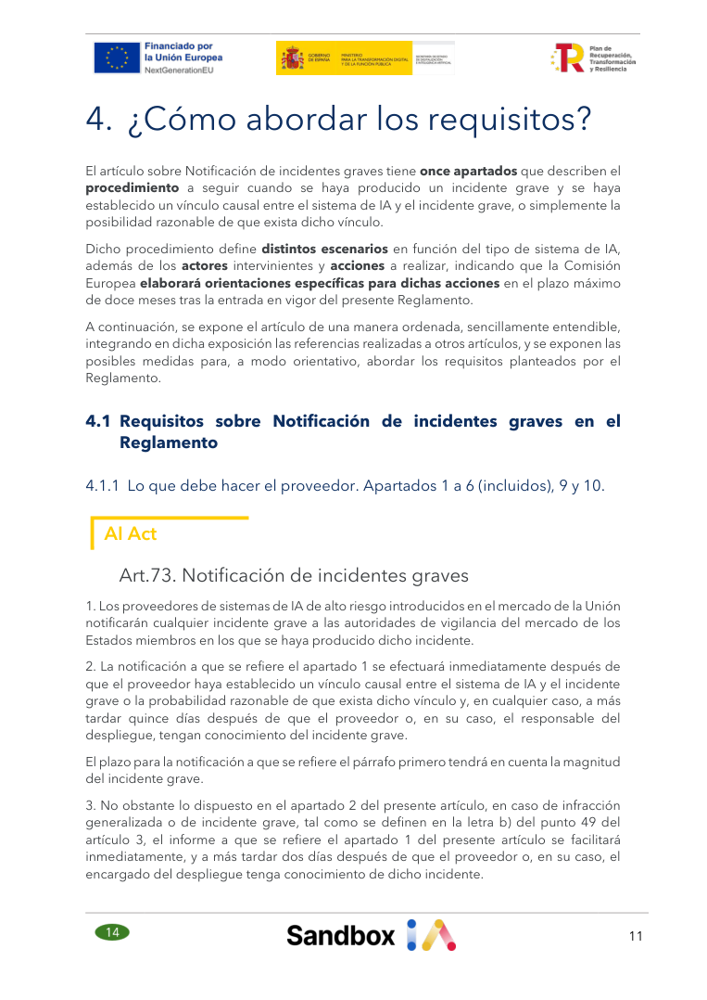 Financiado por
la Unión Europea
NextGenerationEU
GOBIERNO
DE ESPAÑA
MINISTERIO
PARA LA TRANSFORMACIÓN DIGITAL
Y DE LA FUNCIÓN PÚBLICA
SECRETARÍA DE ESTADO
DE DIGITALIZACIÓN
E INTELIGENCIA ARTIFICIAL
Plan de
Recuperación,
Transformación
y Resiliencia
4. ¿Cómo abordar los requisitos?
El artículo sobre Notificación de incidentes graves tiene once apartados que describen el
procedimiento a seguir cuando se haya producido un incidente grave y se haya
establecido un vínculo causal entre el sistema de IA y el incidente grave, o simplemente la
posibilidad razonable de que exista dicho vínculo.
Dicho procedimiento define distintos escenarios en función del tipo de sistema de IA,
además de los actores intervinientes y acciones a realizar, indicando que la Comisión
Europea elaborará orientaciones específicas para dichas acciones en el plazo máximo
de doce meses tras la entrada en vigor del presente Reglamento.
A continuación, se expone el artículo de una manera ordenada, sencillamente entendible,
integrando en dicha exposición las referencias realizadas a otros artículos, y se exponen las
posibles medidas para, a modo orientativo, abordar los requisitos planteados por el
Reglamento.
4.1 Requisitos sobre Notificación de incidentes graves en el
Reglamento
4.1.1 Lo que debe hacer el proveedor. Apartados 1 a 6 (incluidos), 9 y 10.
AI Act
Art.73. Notificación de incidentes graves
1. Los proveedores de sistemas de IA de alto riesgo introducidos en el mercado de la Unión
notificarán cualquier incidente grave a las autoridades de vigilancia del mercado de los
Estados miembros en los que se haya producido dicho incidente.
2. La notificación a que se refiere el apartado 1 se efectuará inmediatamente después de
que el proveedor haya establecido un vínculo causal entre el sistema de IA y el incidente
grave o la probabilidad razonable de que exista dicho vínculo y, en cualquier caso, a más
tardar quince días después de que el proveedor o, en su caso, el responsable del
despliegue, tengan conocimiento del incidente grave.
El plazo para la notificación a que se refiere el párrafo primero tendrá en cuenta la magnitud
del incidente grave.
3. No obstante lo dispuesto en el apartado 2 del presente artículo, en caso de infracción
generalizada o de incidente grave, tal como se definen en la letra b) del punto 49 del
artículo 3, el informe a que se refiere el apartado 1 del presente artículo se facilitará
inmediatamente, y a más tardar dos días después de que el proveedor o, en su caso, el
encargado del despliegue tenga conocimiento de dicho incidente.
14
Sandbox IA
11